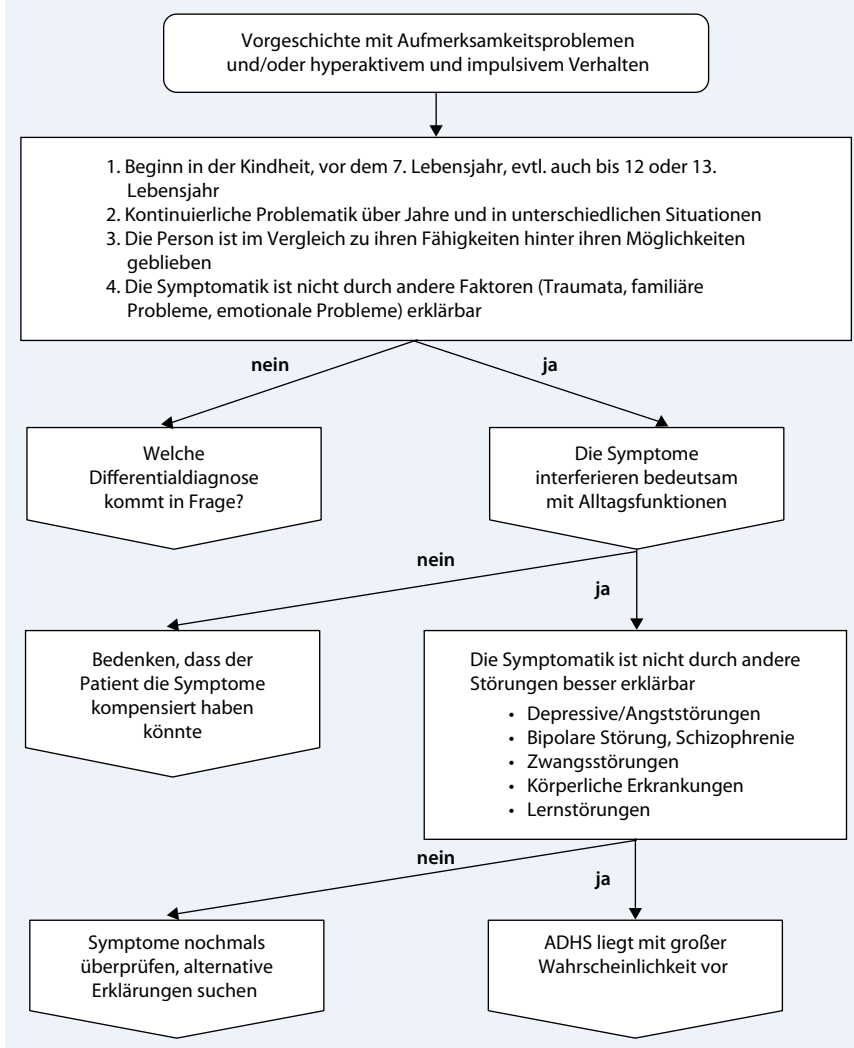 Vorgeschichte mit Aufmerksamkeitsproblemen
und/oder hyperaktivem und impulsivem Verhalten
1. Beginn in der Kindheit, vor dem 7. Lebensjahr, evtl. auch bis 12 oder 13.
Lebensjahr
2. Kontinuierliche Problematik über Jahre und in unterschiedlichen Situationen
3. Die Person ist im Vergleich zu ihren Fähigkeiten hinter ihren Möglichkeiten
geblieben
4. Die Symptomatik ist nicht durch andere Faktoren (Traumata, familiäre
Probleme, emotionale Probleme) erklärbar
nein
ja
Welche
Differentialdiagnose
kommt in Frage?
Die Symptome
interferieren bedeutsam
mit Alltagsfunktionen
nein
ja
Bedenken, dass der
Patient die Symptome
kompensiert haben
könnte
Die Symptomatik ist nicht durch andere
Störungen besser erklärbar
• Depressive/Angststörungen
• Bipolare Störung, Schizophrenie
• Zwangsstörungen
• Körperliche Erkrankungen
• Lernstörungen
nein
ja
Symptome nochmals
überprüfen, alternative
Erklärungen suchen
ADHS liegt mit großer
Wahrscheinlichkeit vor